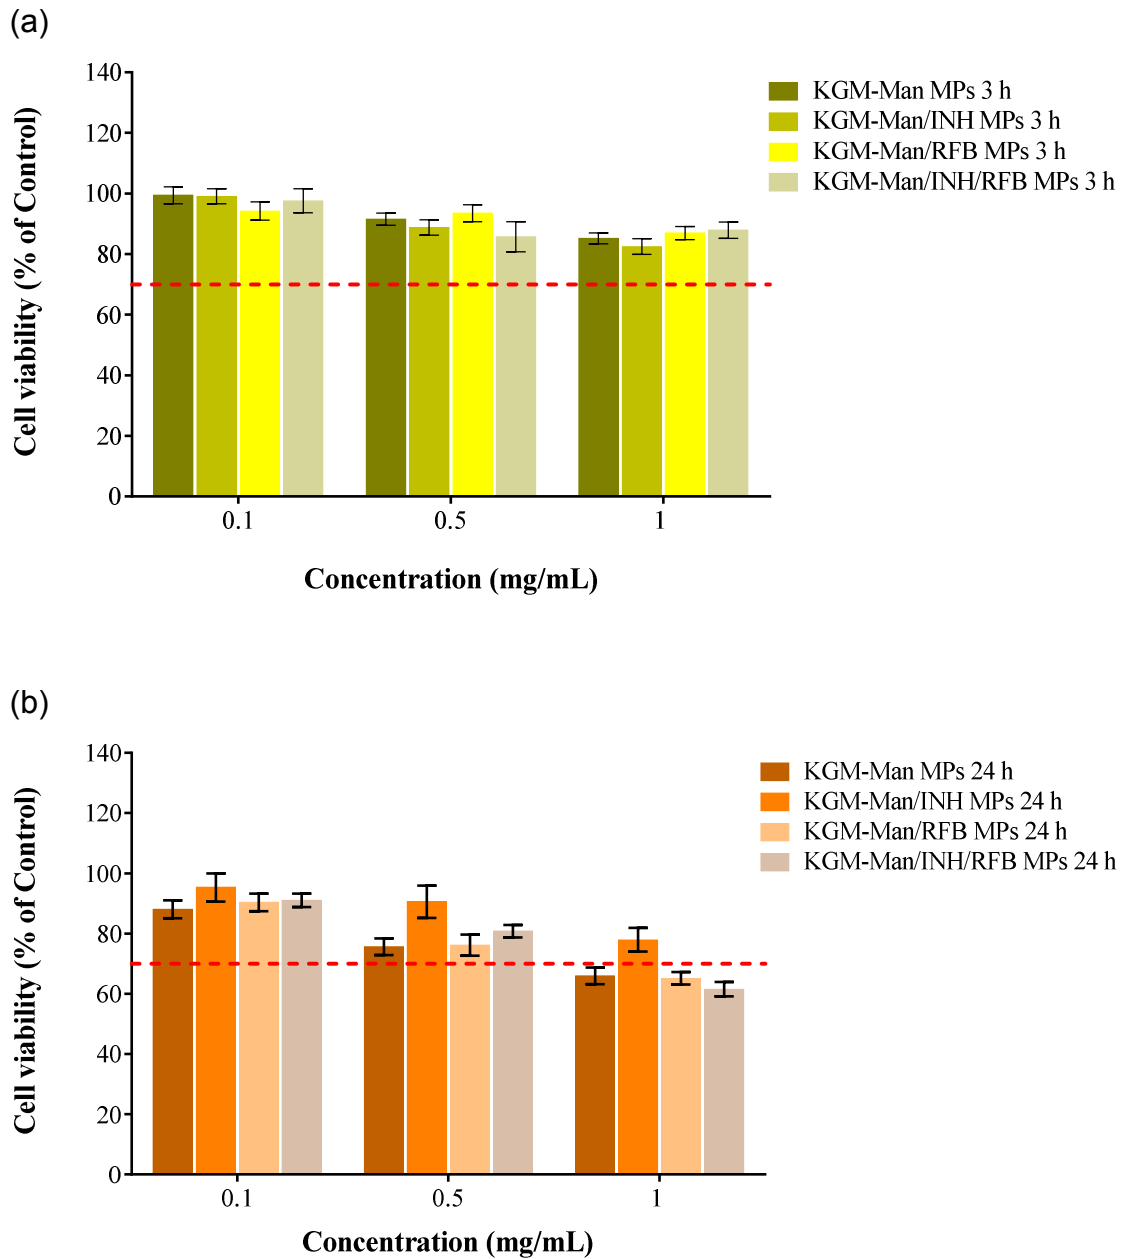 (a)
140
120
100
80
60
40
20
0
Cell viability (% of Control)
0.1
0.5
1
Concentration (mg/mL)
KGM-Man MPs 3 h
KGM-Man/INH MPs 3 h
KGM-Man/RFB MPs 3 h
KGM-Man/INH/RFB MPs 3 h
(b)
140
120
100
80
60
40
20
0
Cell viability (% of Control)
0.1
0.5
1
Concentration (mg/mL)
KGM-Man MPs 24 h
KGM-Man/INH MPs 24 h
KGM-Man/RFB MPs 24 h
KGM-Man/INH/RFB MPs 24 h